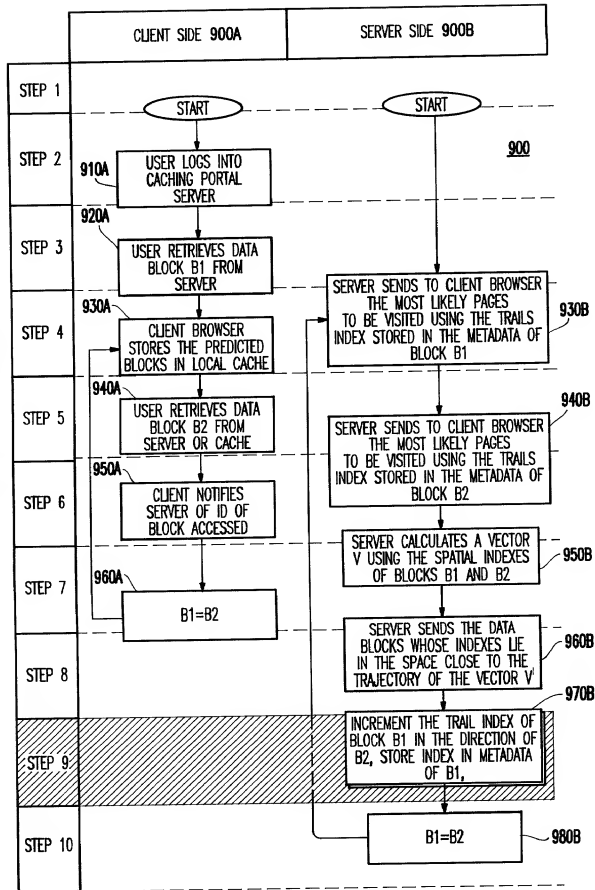 CLIENT SIDE 900A
SERVER SIDE 900B
STEP 1
START
START
STEP 2
900
910A
USER LOGS INTO
CACHING PORTAL
SERVER
STEP 3
920A
USER RETRIEVES DATA
BLOCK B1 FROM
SERVER
STEP 4
930A
CLIENT BROWSER
STORES THE PREDICTED
BLOCKS IN LOCAL CACHE
SERVER SENDS TO CLIENT BROWSER
THE MOST LIKELY PAGES
TO BE VISITED USING THE TRAILS
INDEX STORED IN THE METADATA OF
BLOCK B1
930B
STEP 5
940A
USER RETRIEVES DATA
BLOCK B2 FROM
SERVER OR CACHE
940B
SERVER SENDS TO CLIENT BROWSER
THE MOST LIKELY PAGES
TO BE VISITED USING THE TRAILS
INDEX STORED IN THE METADATA OF
BLOCK B2
STEP 6
950A
CLIENT NOTIFIES
SERVER OF ID OF
BLOCK ACCESSED
SERVER CALCULATES A VECTOR
V USING THE SPATIAL INDEXES
OF BLOCKS B1 AND B2
950B
STEP 7
960A
B1=B2
SERVER SENDS THE DATA
BLOCKS WHOSE INDEXES LIE
IN THE SPACE CLOSE TO THE
TRAJECTORY OF THE VECTOR V'
960B
STEP 8
970B
INCREMENT THE TRAIL INDEX OF
BLOCK B1 IN THE DIRECTION OF
B2, STORE INDEX IN METADATA
OF B1,
STEP 9
STEP 10
B1=B2
980B